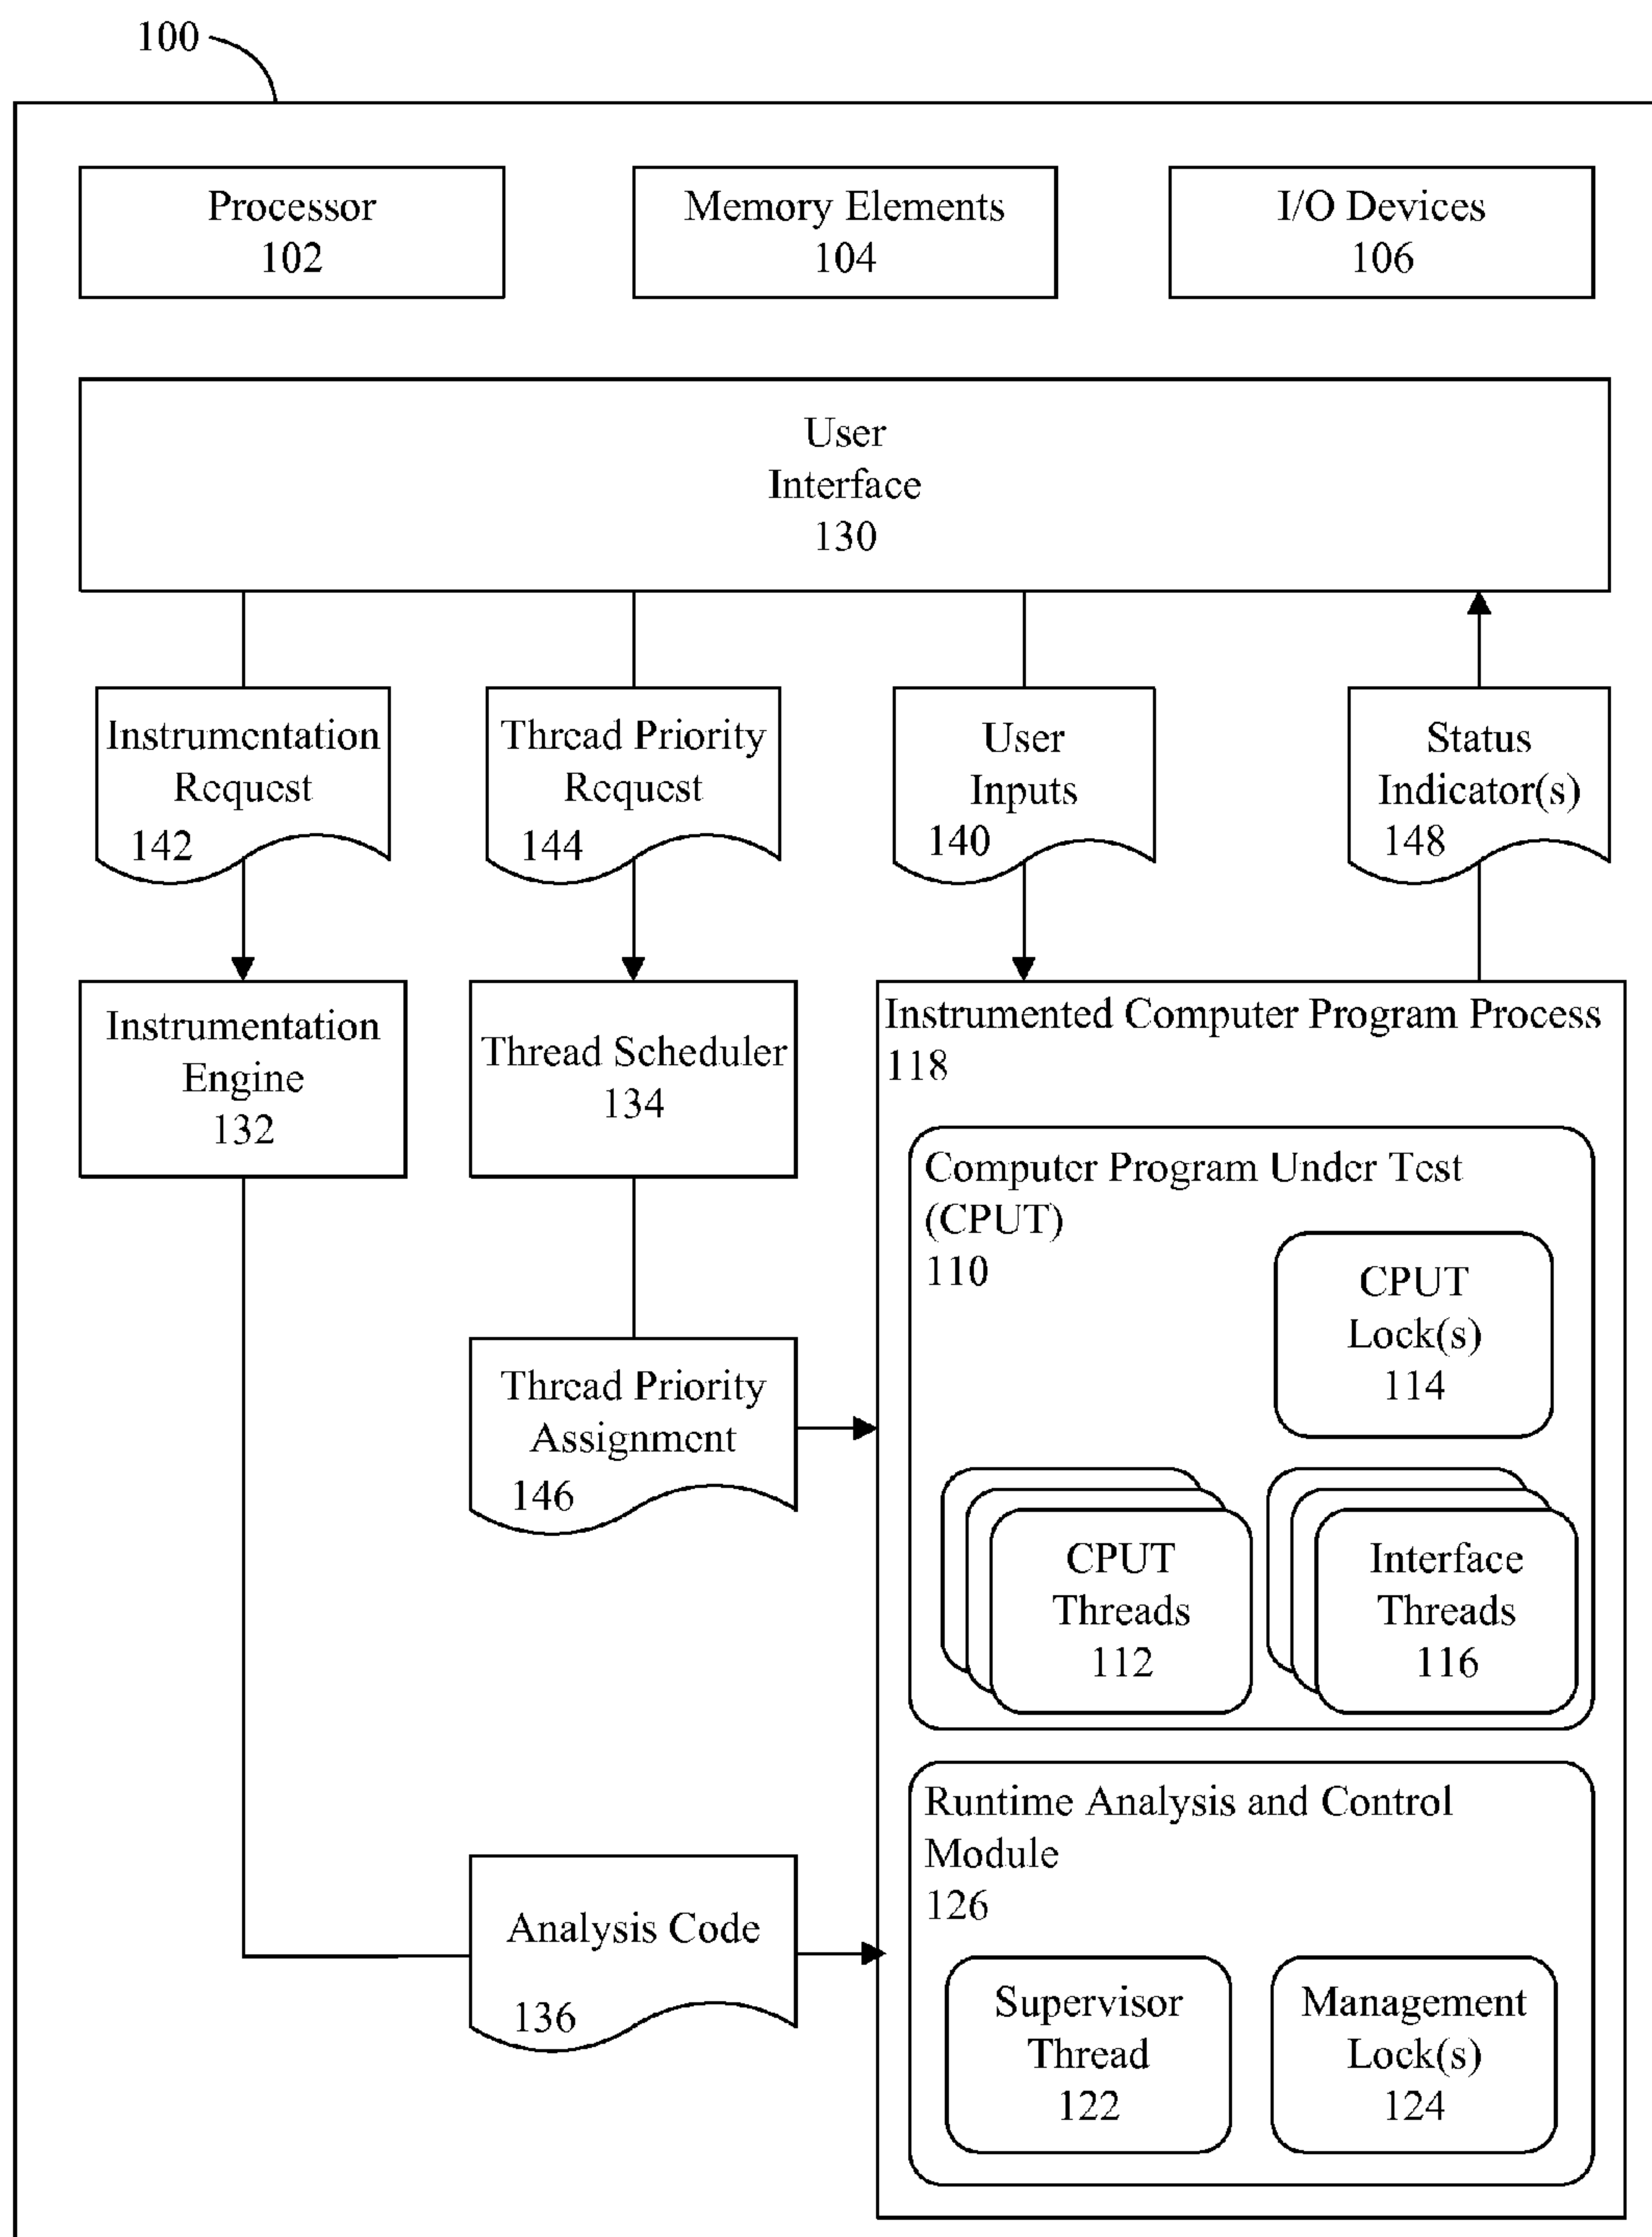 100
Processor
102
Memory Elements
104
I/O Devices
106
User
Interface
130
Instrumentation
Request
142
Thread Priority
Request
144
User
Inputs
140
Status
Indicator(s)
148
Instrumentation
Engine
132
Thread Scheduler
134
Instrumented Computer Program Process
118
Computer Program Under Test
(CPUT)
110
CPUT
Lock(s)
114
Thread Priority
Assignment
146
CPUT
Threads
112
Interface
Threads
116
Runtime Analysis and Control
Module
126
Analysis Code
136
Supervisor
Thread
122
Management
Lock(s)
124